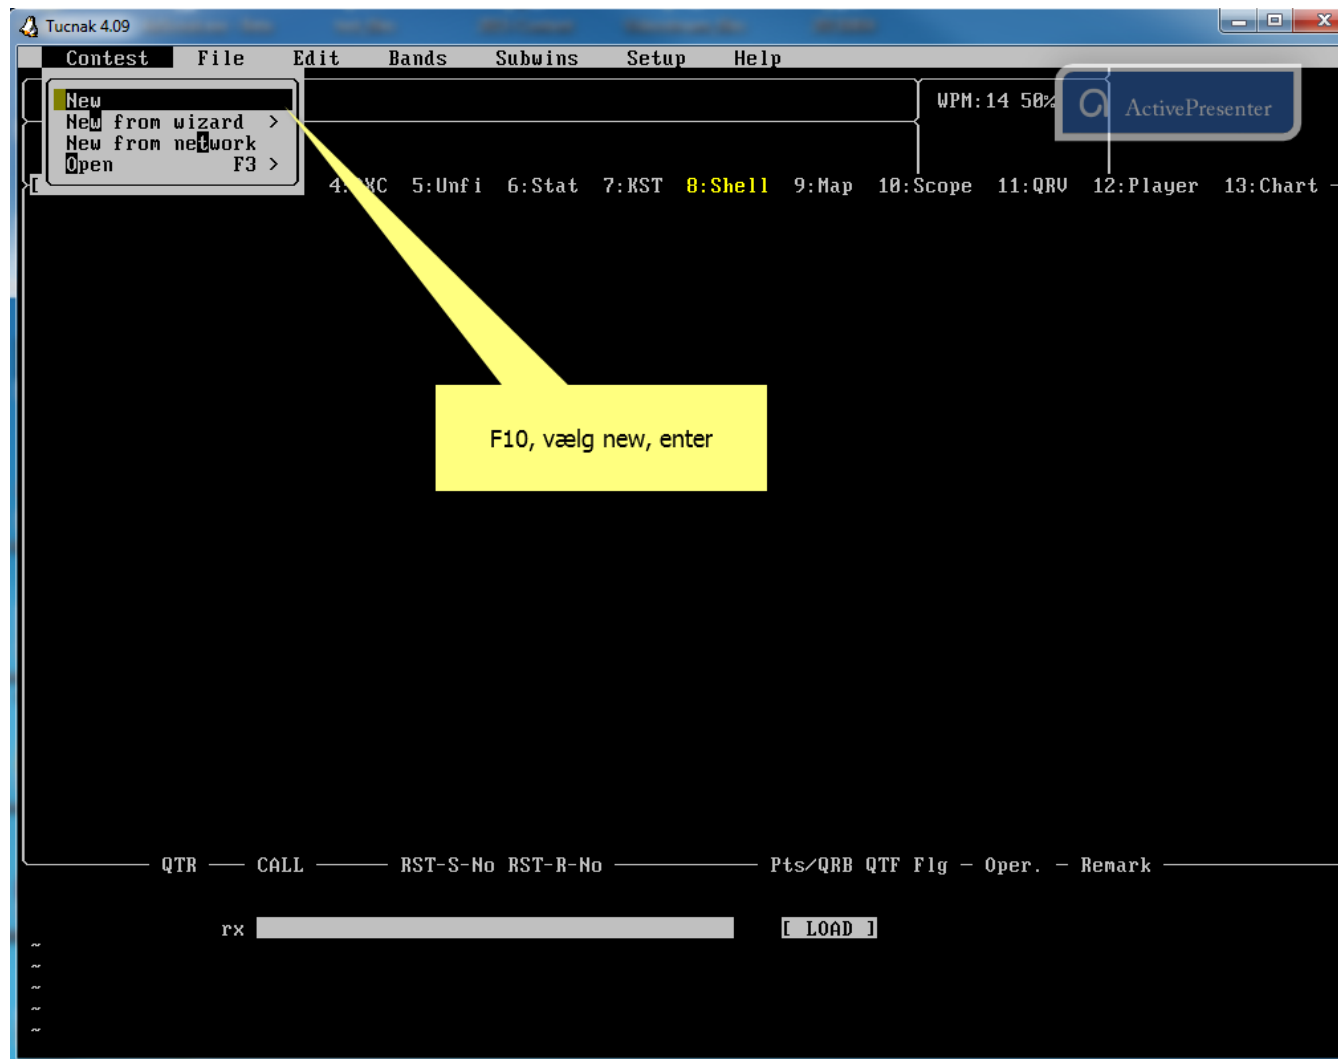 Tucnak 4.09
Contest File Edit Bands Subwins Setup Help
New
WPM:14 50%
ActivePresenter
New from wizard >
New from network
Open F3 >
[ 4: XC 5:Unfi 6:Stat 7:KST 8:Shell 9:Map 10:Scope 11:QRV 12:Player 13:Chart
F10, vælg new, enter
QTR CALL RST-S-No RST-R-No Pts/QRB QTF Flg - Oper. - Remark
rx [ LOAD ]
~
~
~
~
~